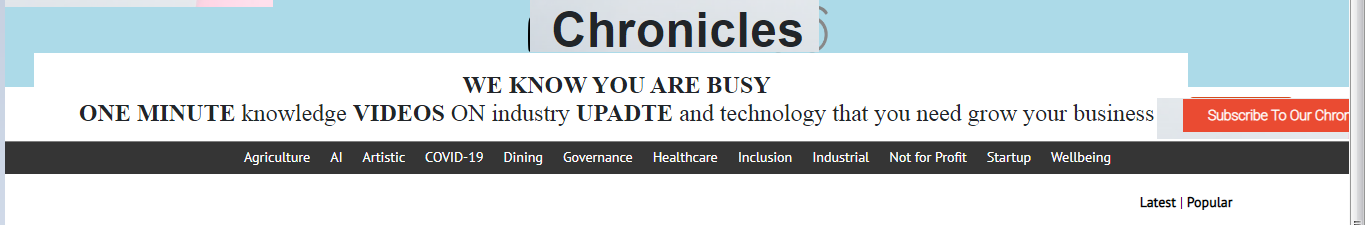 Chronicles
WE KNOW YOU ARE BUSY
ONE MINUTE knowledge VIDEOS ON industry UPADTE and technology that you need grow your business
Subscribe To Our Chror
Agriculture AI Artistic COVID-19 Dining Governance Healthcare Inclusion Industrial Not for Profit Startup Wellbeing
Latest | Popular